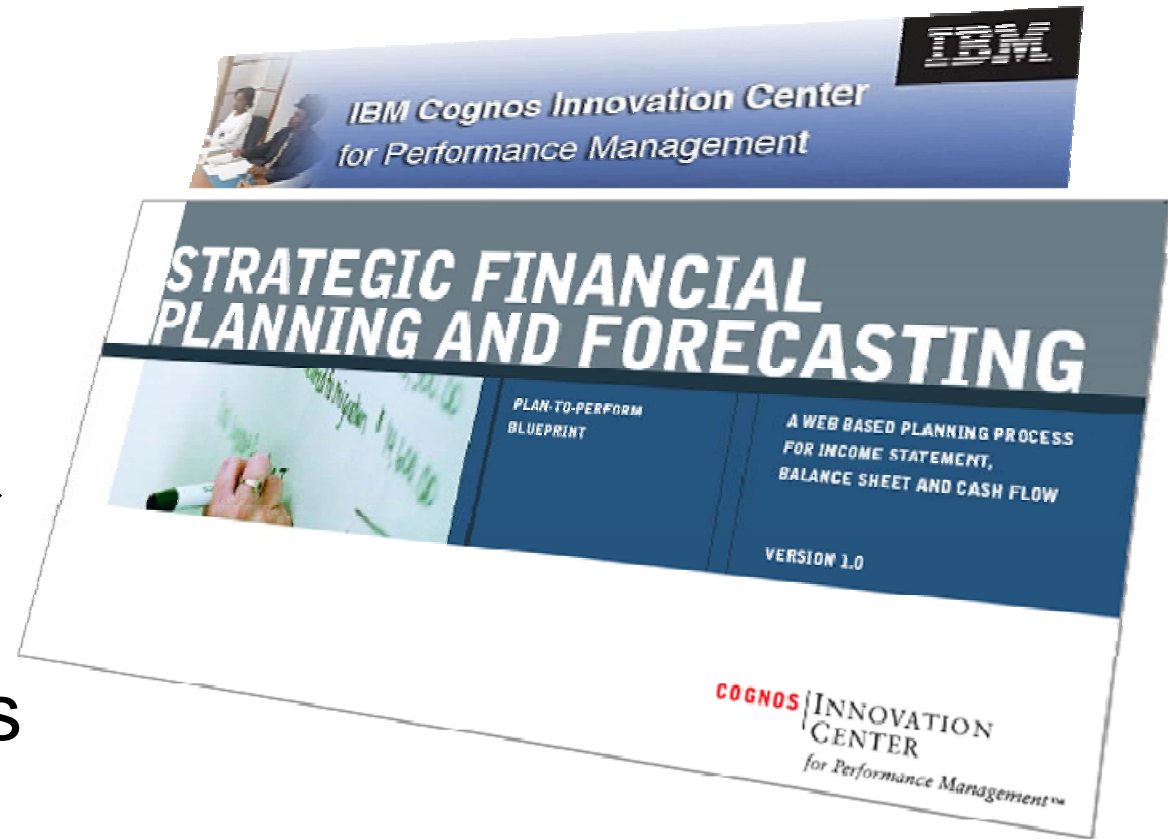 IBM
IBM Cognos Innovation Center
for Performance Management
STRATEGIC FINANCIAL
PLANNING AND FORECASTING
PLAN-TO-PERFORM
BLUEPRINT
A WEB BASED PLANNING PROCESS
FOR INCOME STATEMENT,
BALANCE SHEET AND CASH FLOW
VERSION 1.0
s
COGNOS INNOVATION
CENTER
for Performance Management™